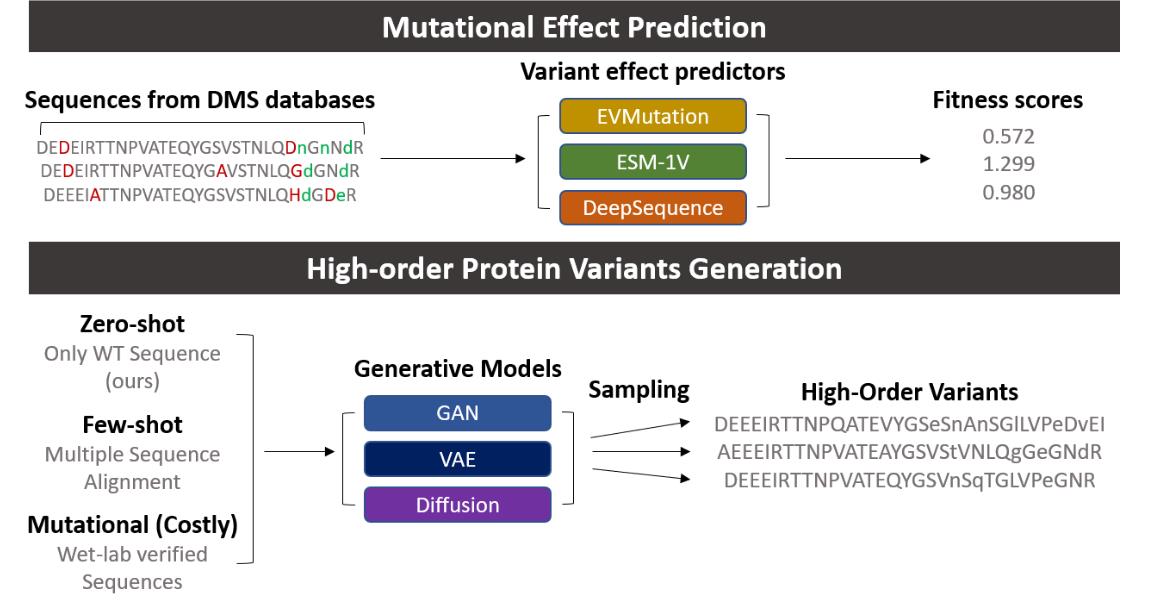 Mutational Effect Prediction
Variant effect predictors
Sequences from DMS databases
Fitness scores
DEDEIRTTNPVATEQYGSVSTNLQDnGnNdR
DEDEIRTTNPVATEQYGAVSTNLQGdGNdR
DEEEIATTNPVATEQYGSVSTNLQHdGDeR
EVMutation
ESM-1V
DeepSequence
0.572
1.299
0.980
High-order Protein Variants Generation
Zero-shot
Only WT Sequence
(ours)
Few-shot
Multiple Sequence
Alignment
Mutational (Costly)
Wet-lab verified
Sequences
Generative Models
GAN
VAE
Diffusion
Sampling
High-Order Variants
DEEEIRTTNPQATEVYGSeSnAnSGlLVPeDvEI
AEEEIRTTNPVATEAYGSVStVNLQgGeGNdR
DEEEIRTTNPVATEQYGSVnSqTGLVPeGNR